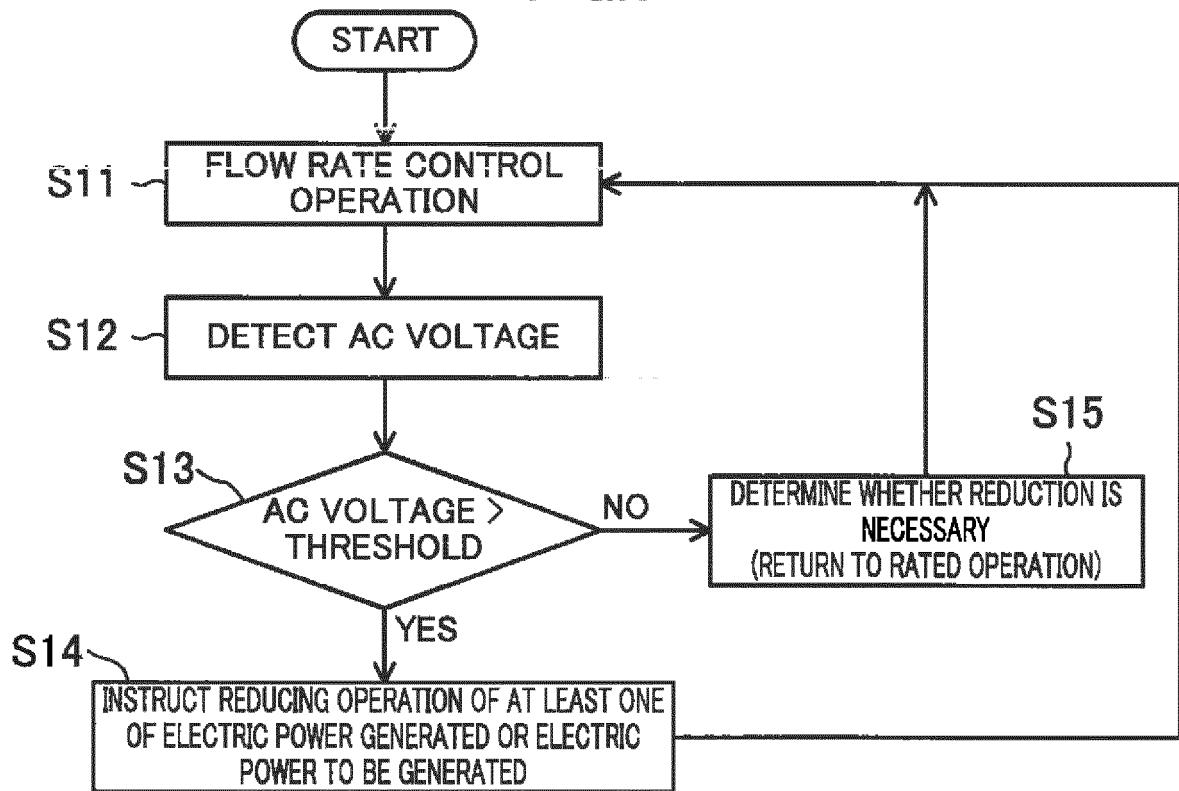 START
S11
FLOW RATE CONTROL
OPERATION
S12
DETECT AC VOLTAGE
S13
AC VOLTAGE >
THRESHOLD
NO
YES
S15
DETERMINE WHETHER REDUCTION IS
NECESSARY
(RETURN TO RATED OPERATION)
S14
INSTRUCT REDUCING OPERATION OF AT LEAST ONE
OF ELECTRIC POWER GENERATED OR ELECTRIC
POWER TO BE GENERATED